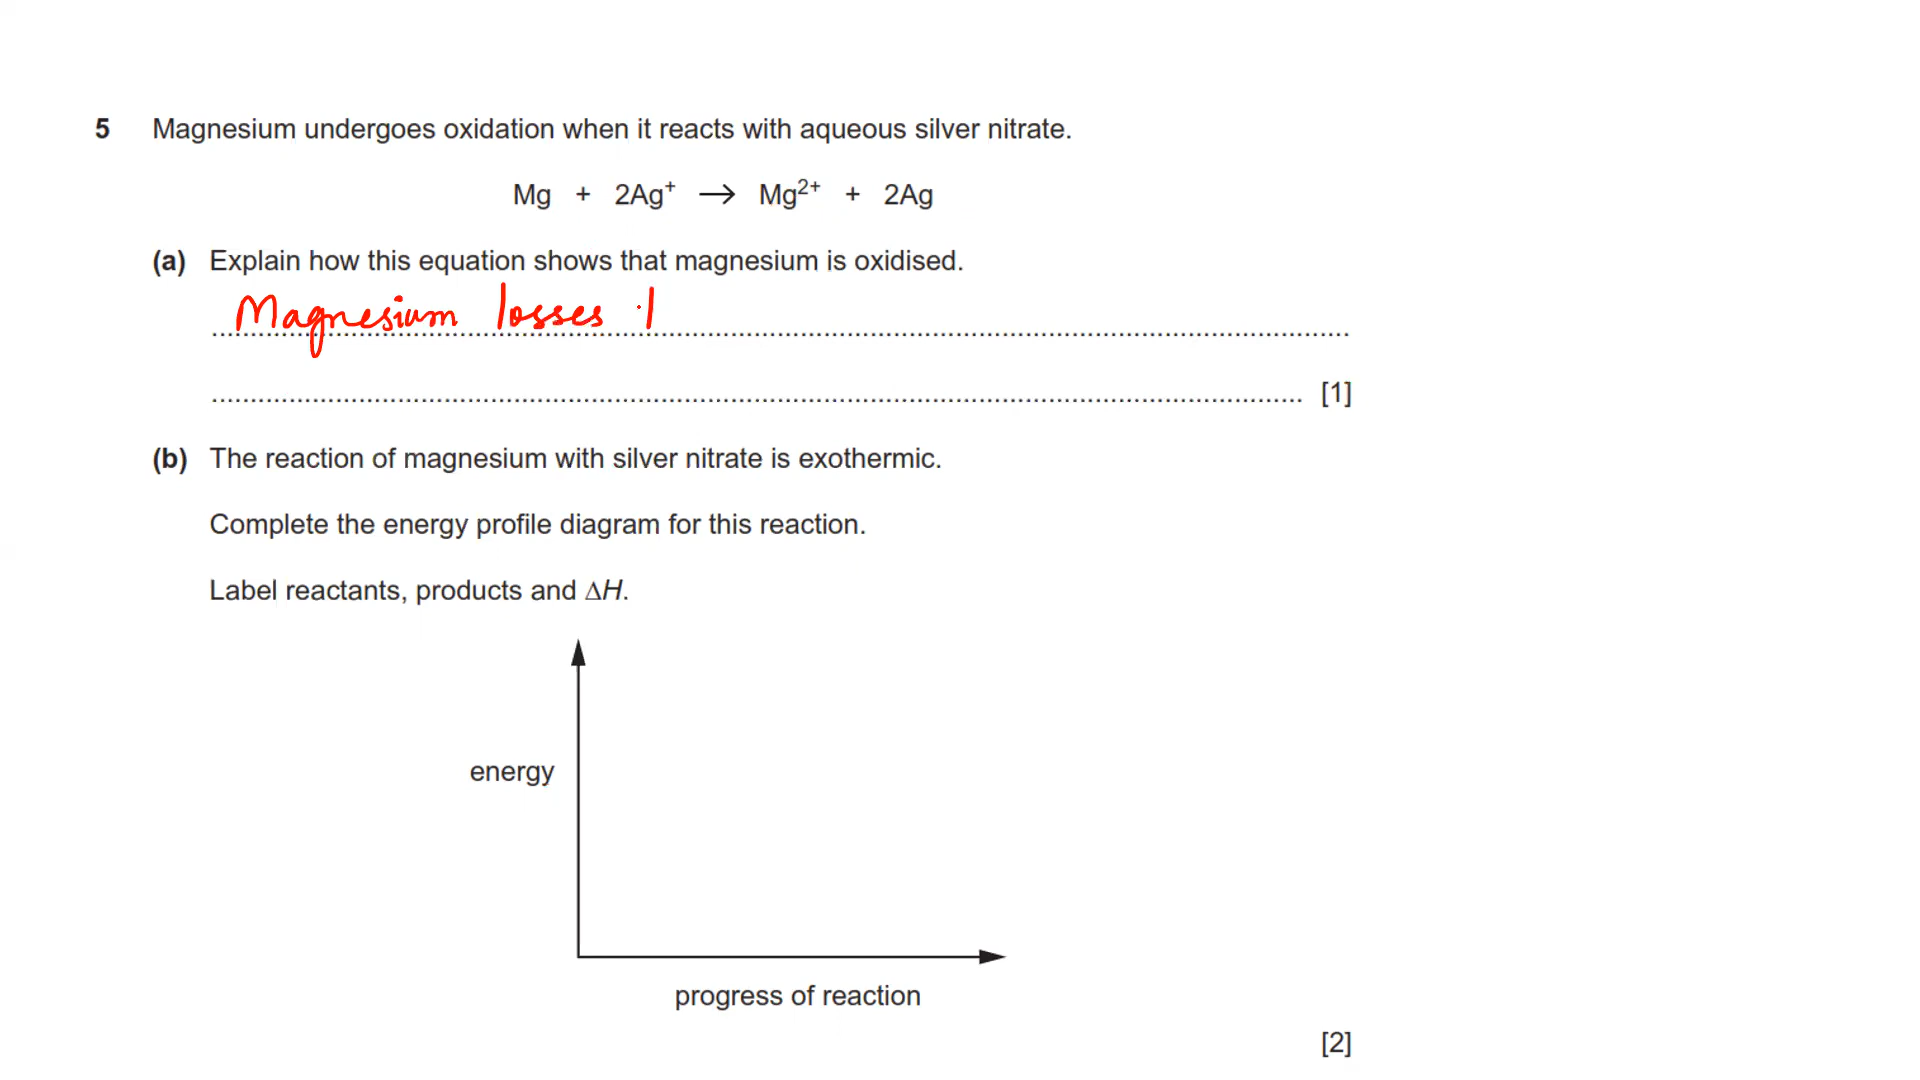 5 Magnesium undergoes oxidation when it reacts with aqueous silver nitrate.
Mg + 2Ag⁺ → Mg²⁺ + 2Ag
(a) Explain how this equation shows that magnesium is oxidised.
Magnesium losses
[1]
(b) The reaction of magnesium with silver nitrate is exothermic.
Complete the energy profile diagram for this reaction.
Label reactants, products and ΔH.
energy
progress of reaction
[2]